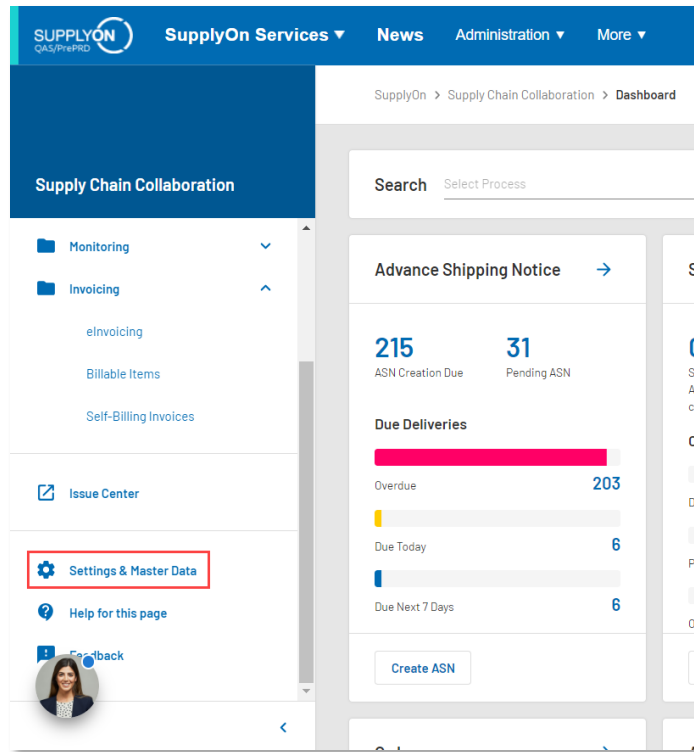 SUPPLYON
QAS/PrePRD
SupplyOn Services ▾ News Administration ▾ More ▾
SupplyOn > Supply Chain Collaboration > Dashboard
Supply Chain Collaboration
Monitoring
Invoicing
eInvoicing
Billable Items
Self-Billing Invoices
Issue Center
Settings & Master Data
Help for this page
Feedback
Search Select Process
Advance Shipping Notice
215 31
ASN Creation Due Pending ASN
Due Deliveries
Overdue 203
Due Today 6
Due Next 7 Days 6
Create ASN